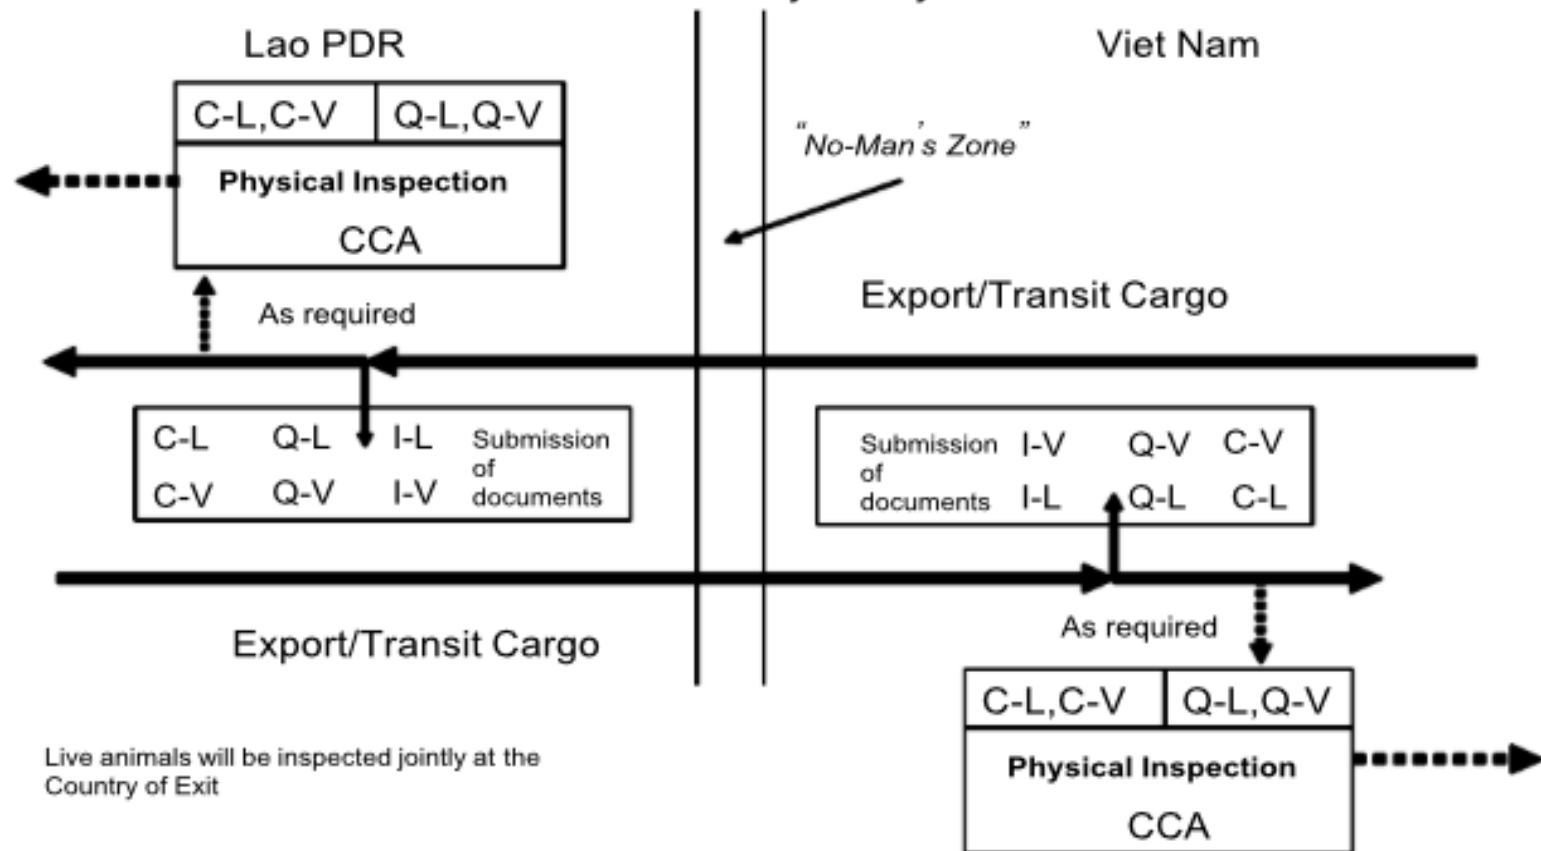 Lao PDR
Viet Nam
C-L,C-V
Q-L,Q-V
Physical Inspection
CCA
“No-Man’s Zone”
As required
Export/Transit Cargo
C-L Q-L I-L
C-V Q-V I-V
Submission
of
documents
Submission
of
documents
I-V Q-V C-V
I-L Q-L C-L
Export/Transit Cargo
As required
C-L,C-V
Q-L,Q-V
Physical Inspection
CCA
Live animals will be inspected jointly at the
Country of Exit